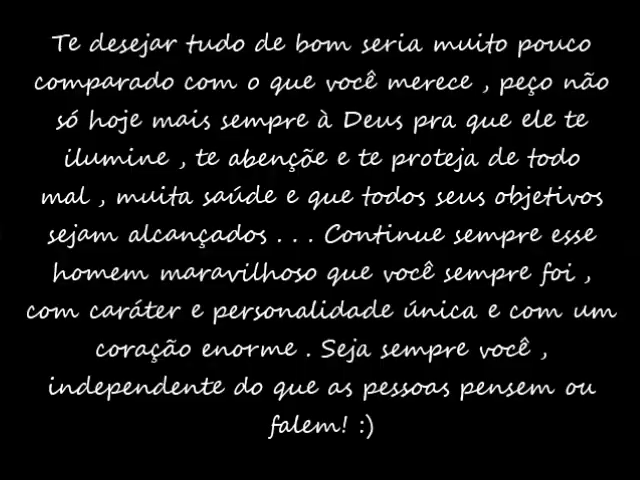 Te desejar tudo de bom seria muito pouco
comparado com o que você merece , peço não
só hoje mais sempre à Deus pra que ele te
ilumine , te abençõe e te proteja de todo
mal , muita saúde e que todos seus objetivos
sejam alcançados . . . Continue sempre esse
homem maravilhoso que você sempre foi ,
com caráter e personalidade única e com um
coração enorme . Seja sempre você ,
independente do que as pessoas pensem ou
falem! :)